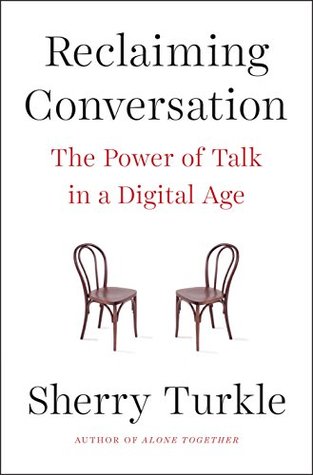 Reclaiming
Conversation
The Power of Talk
in a Digital Age
Sherry Turkle
AUTHOR OF ALONE TOGETHER